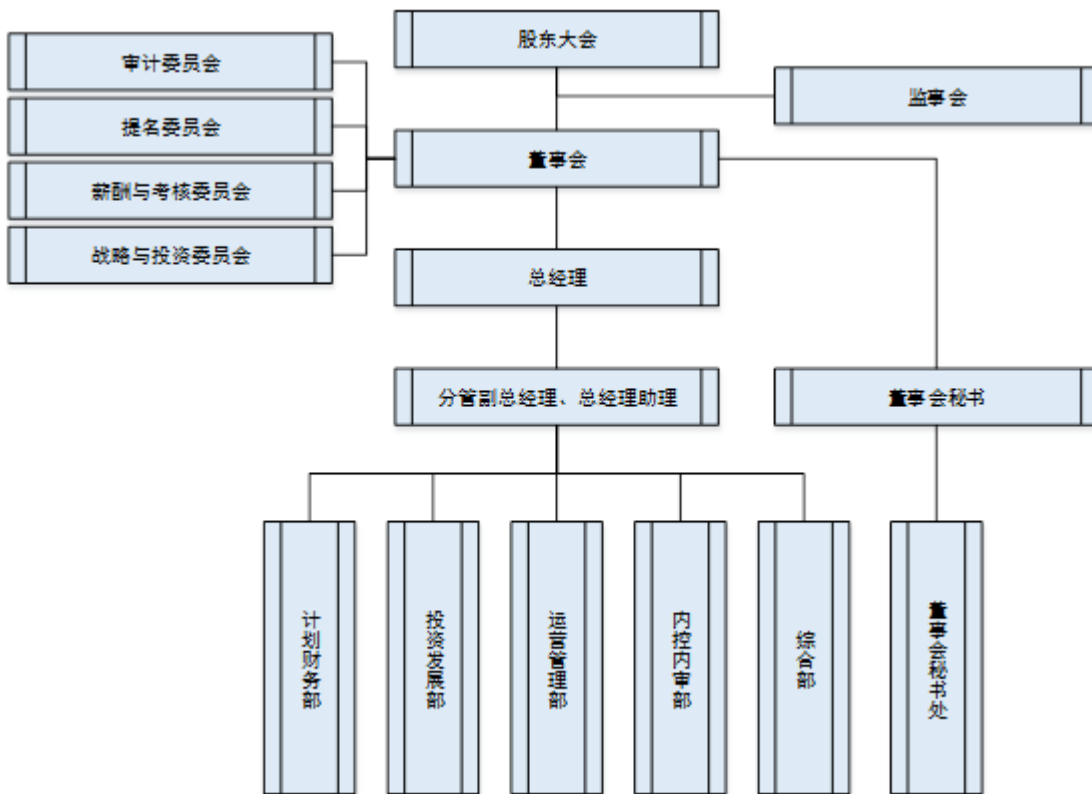 股东大会
审计委员会
监事会
提名委员会
董事会
薪酬与考核委员会
战略与投资委员会
总经理
分管副总经理、总经理助理
董事会秘书
计划财务部
投资发展部
运营管理部
内控内审部
综合部
董事会秘书处